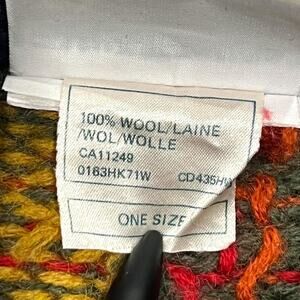 100% WOOL/LAINE
/WOL/WOLLE
CA11249
0163HK71W
ONE SIZE